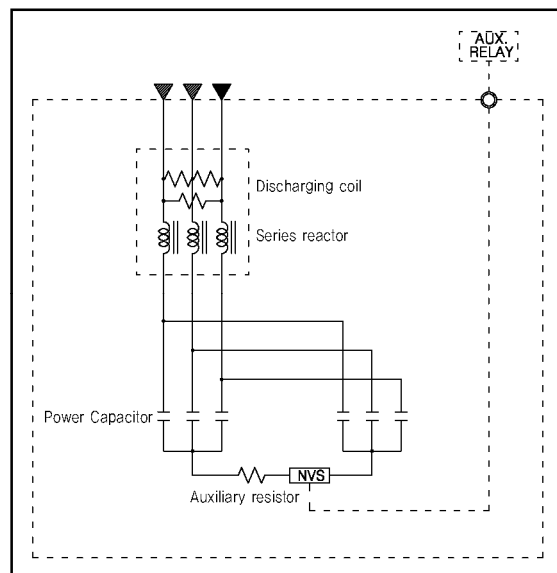 AUX.
RELAY
Discharging coil
Series reactor
Power Capacitor
NVS
Auxiliary resistor